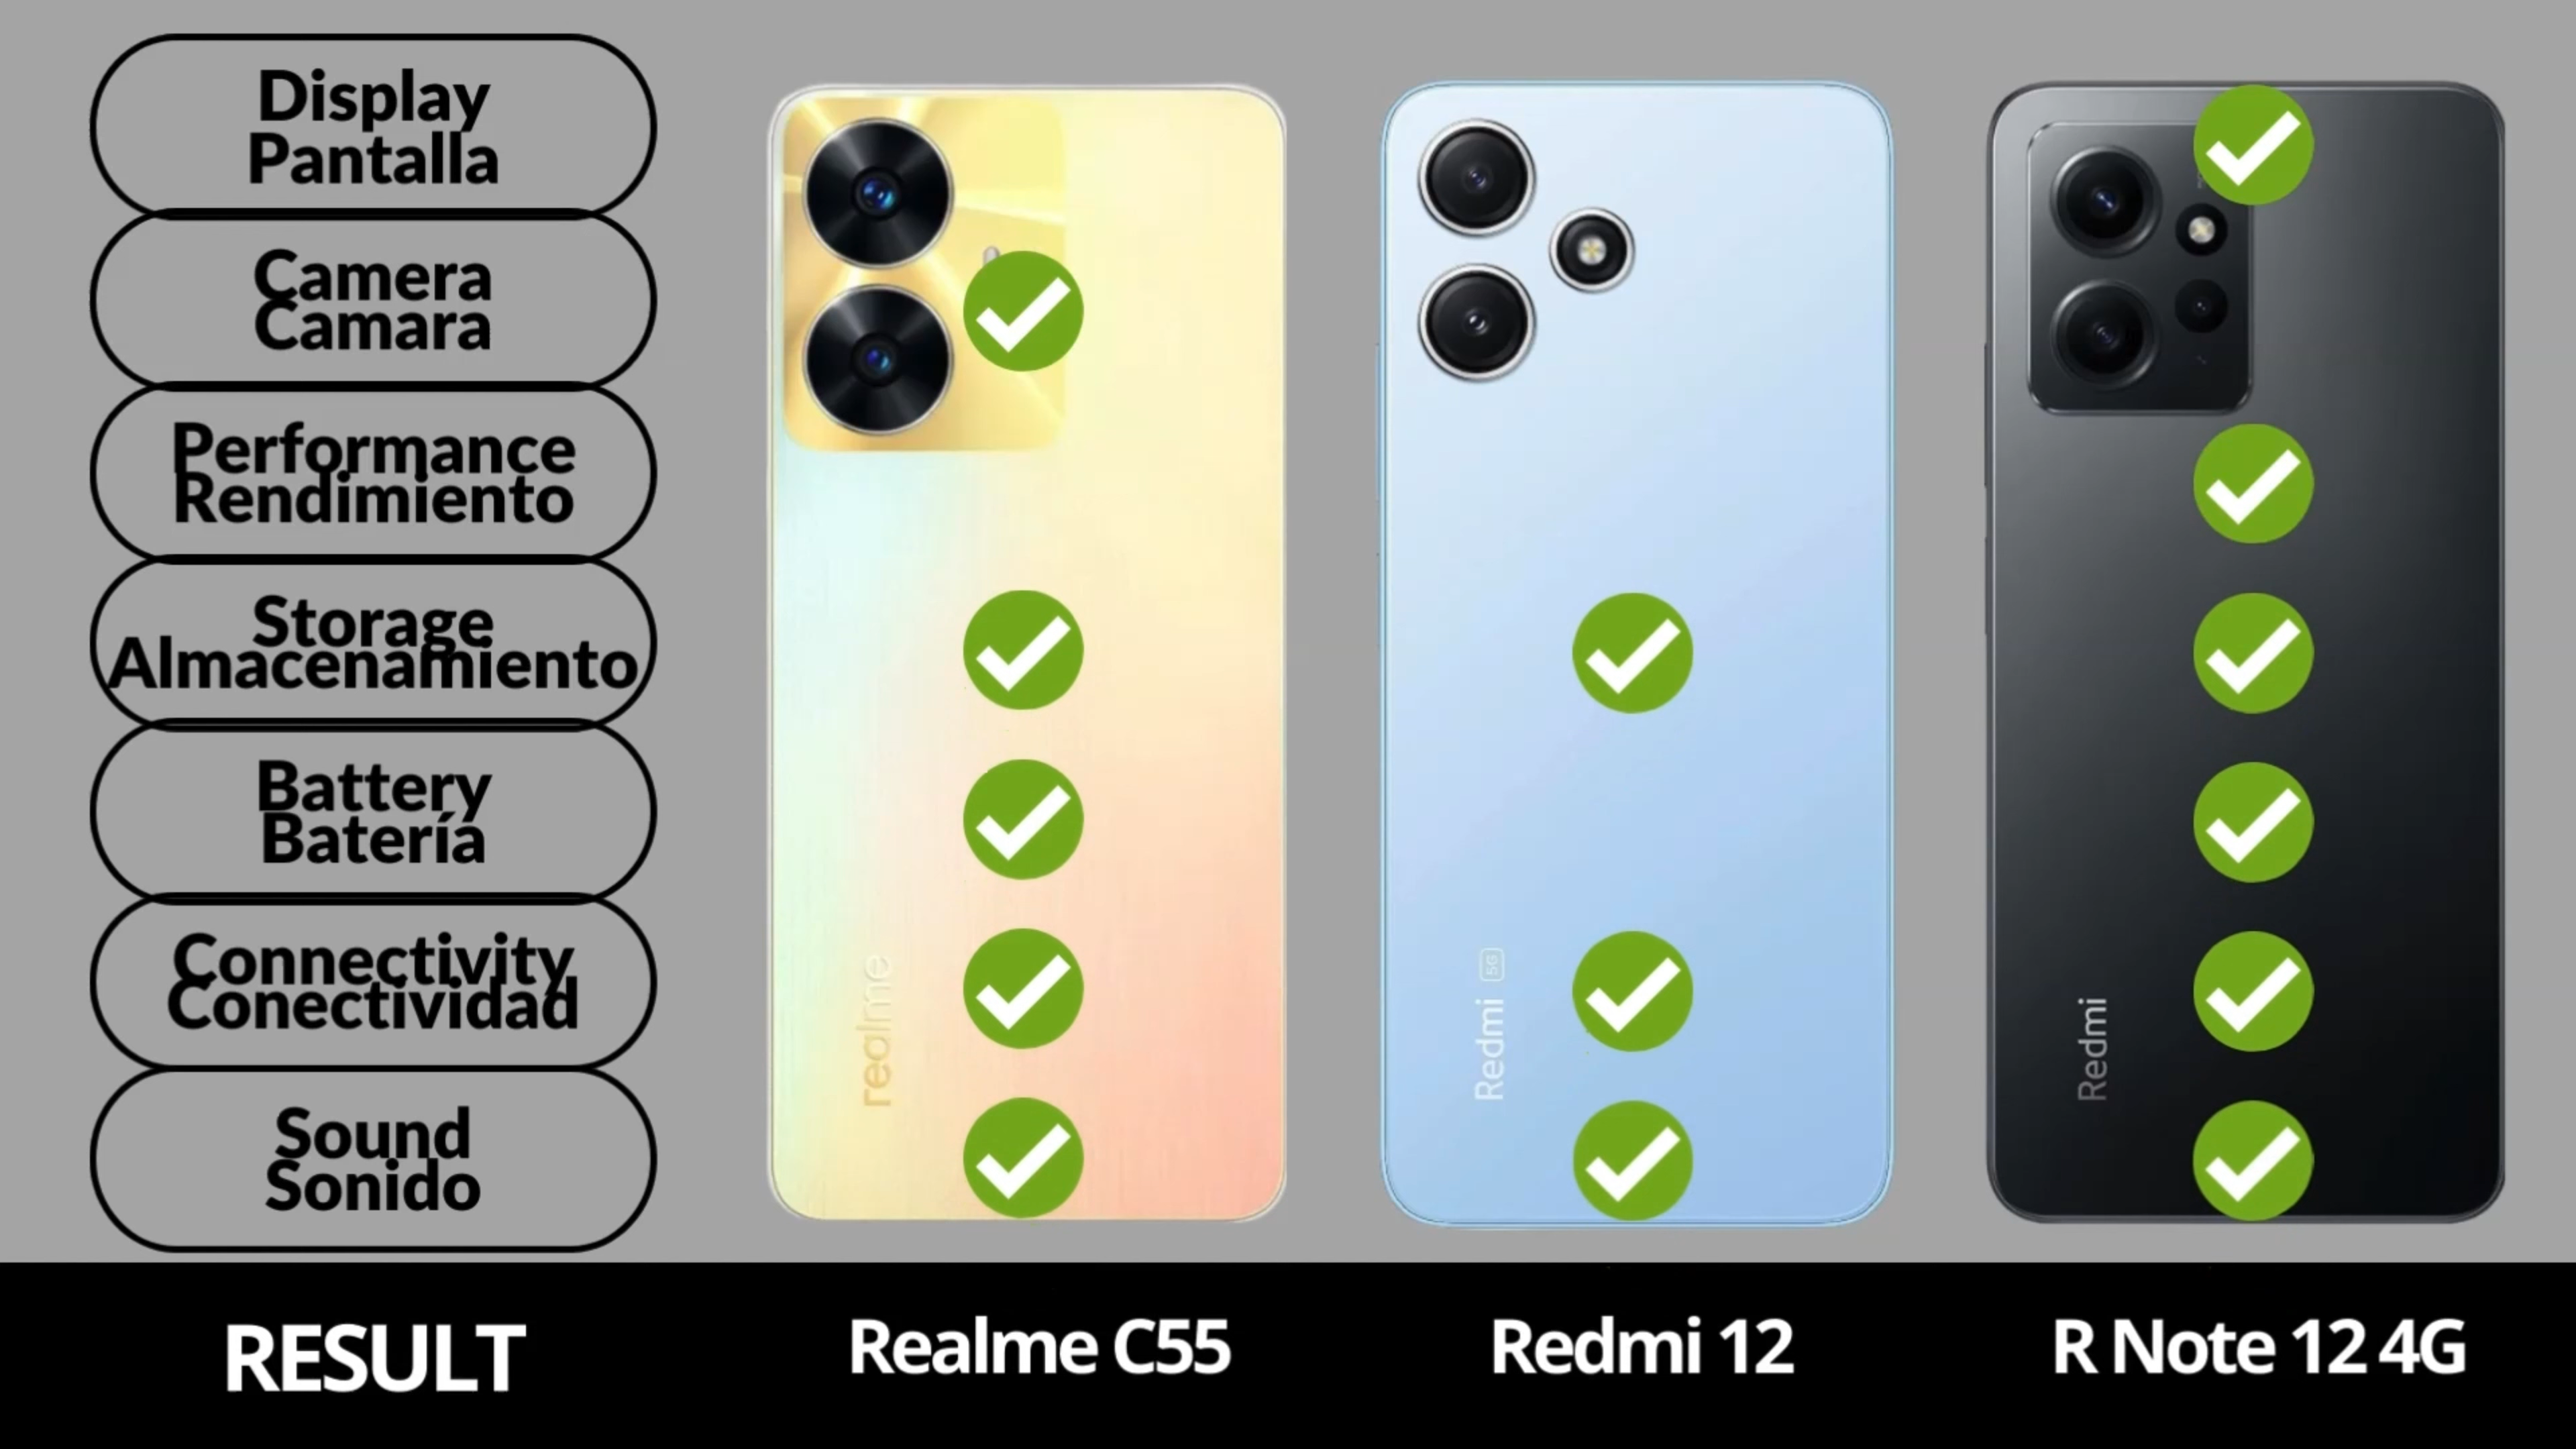 Display
Pantalla
Camera
Camara
Performance
Rendimiento
Storage
Almacenamiento
Battery
Batería
Connectivity
Conectividad
Sound
Sonido
realme
Redmi 5G
Redmi
RESULT
Realme C55
Redmi 12
R Note 12 4G